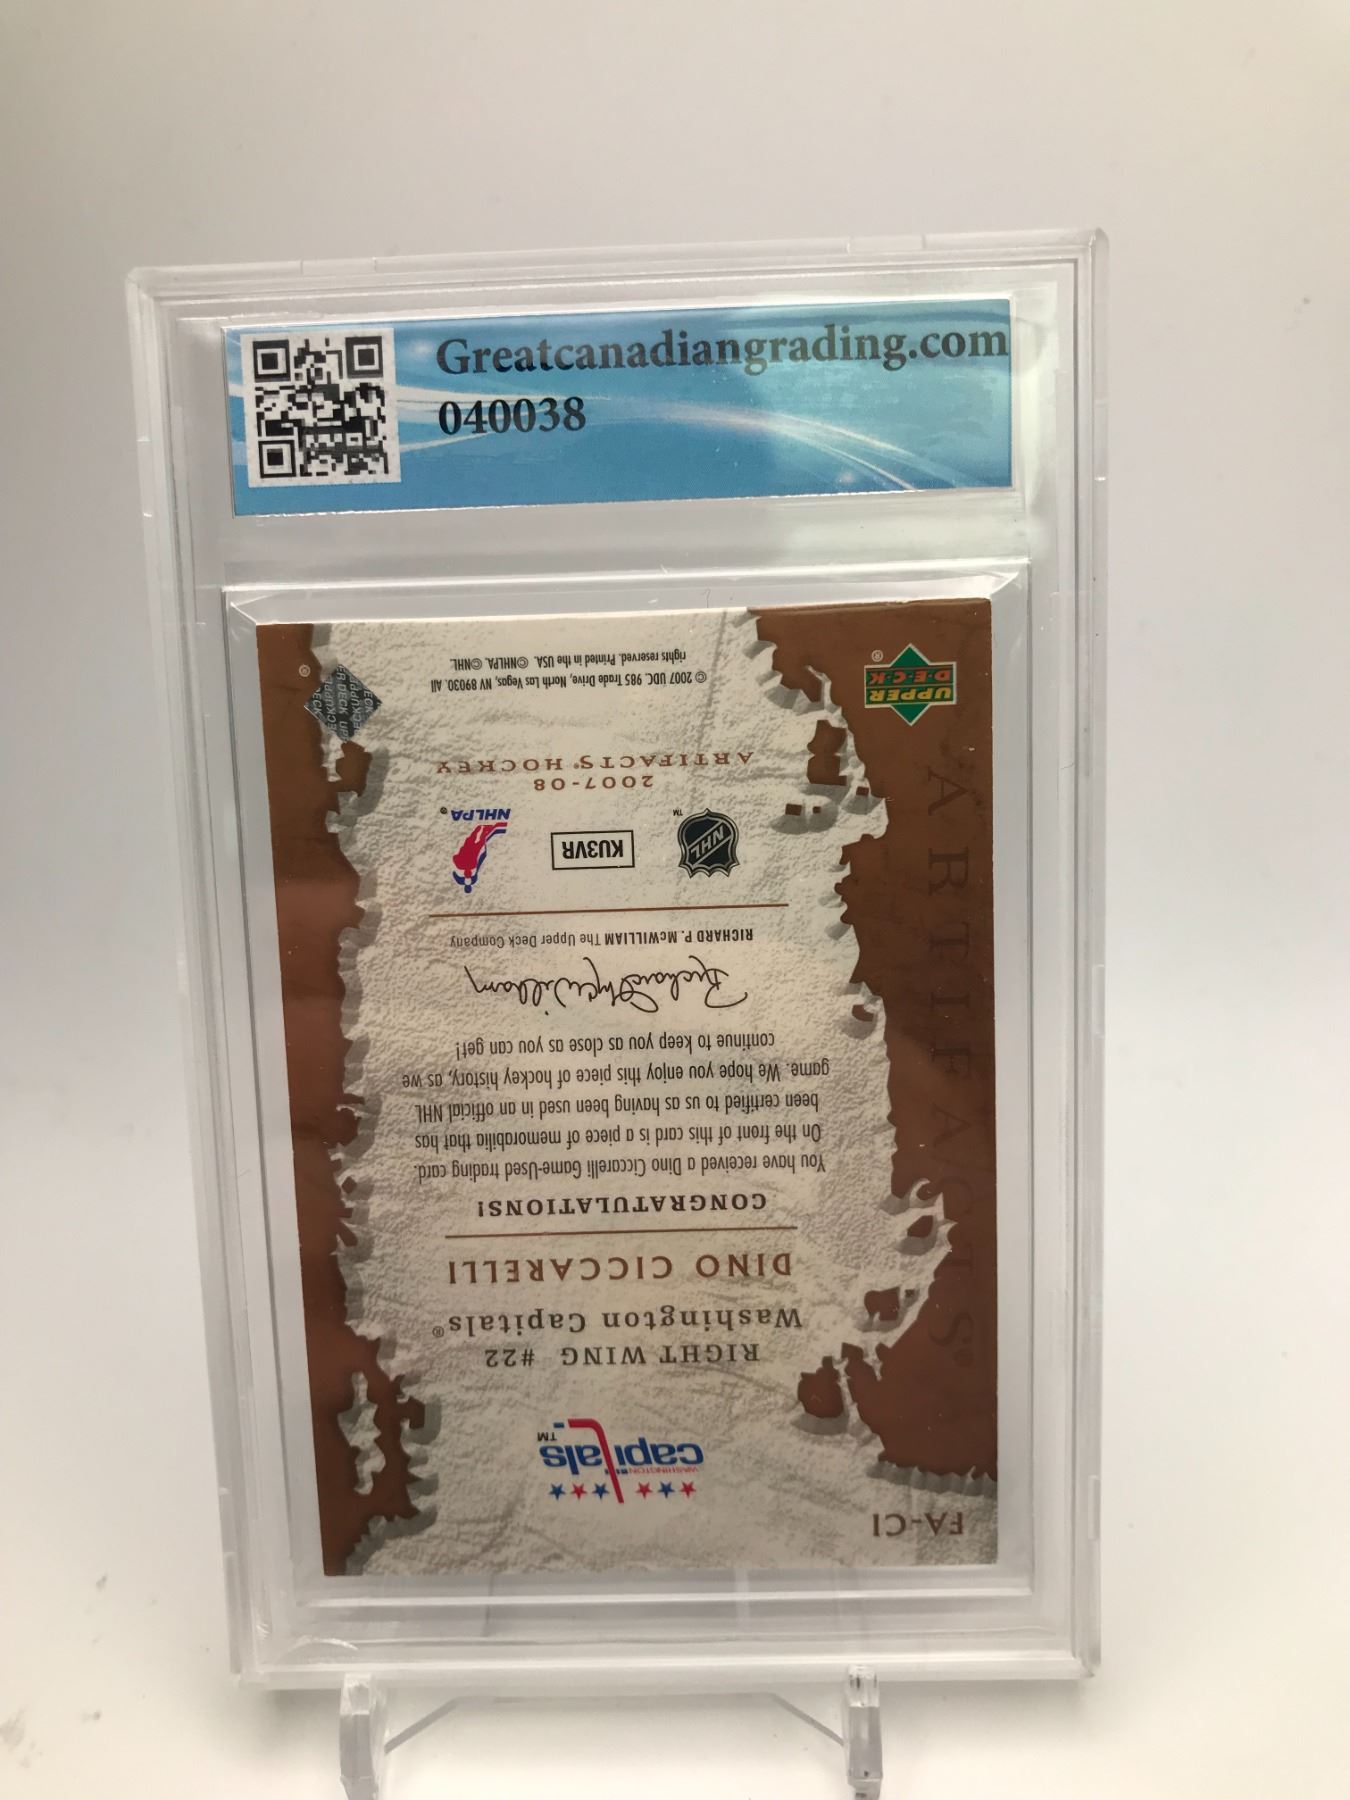 Greatcanadiangrading.com
040038
FA-CI
WASHINGTON
capitals TM
RIGHT WING #22
Washington Capitals®
DINO CICCARELLI
CONGRATULATIONS!
You have received a Dino Ciccarelli Game-Used trading card.
On the front of this card is a piece of memorabilia that has
been certified to us as having been used in an official NHL
game. We hope you enjoy this piece of hockey history, as we
continue to keep you as close as you can get!
Richard P. McWilliam
RICHARD P. McWILLIAM The Upper Deck Company
NHL TM
KU3VR
NHLPA®
2007-08
ARTIFACTS® HOCKEY
© 2007 UDC, 985 Trade Drive, North Las Vegas, NV 89030. All
rights reserved. Printed in the USA. ©NHLPA. ©NHL.
ARTIFACTS®
UPPER
D·E·C·K
®
®